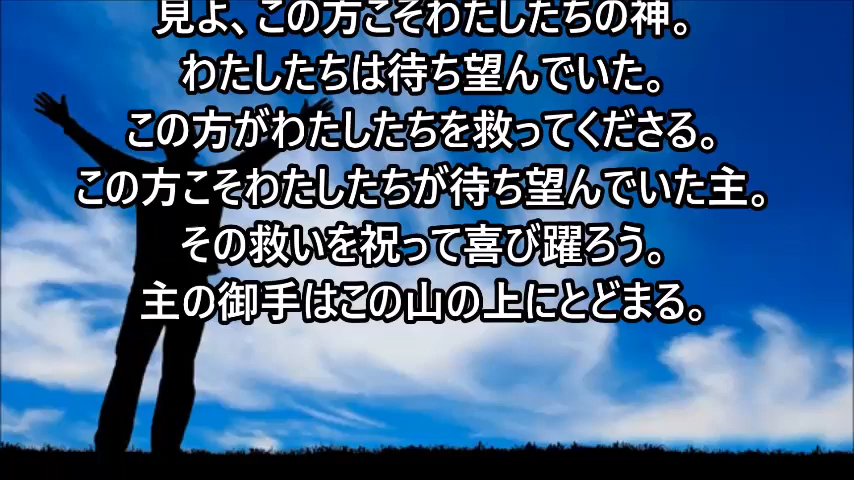 見よ、この方こそわたしたちの神。
わたしたちは待ち望んでいた。
この方がわたしたちを救ってくださる。
この方こそわたしたちが待ち望んでいた主。
その救いを祝って喜び躍ろう。
主の御手はこの山の上にとどまる。